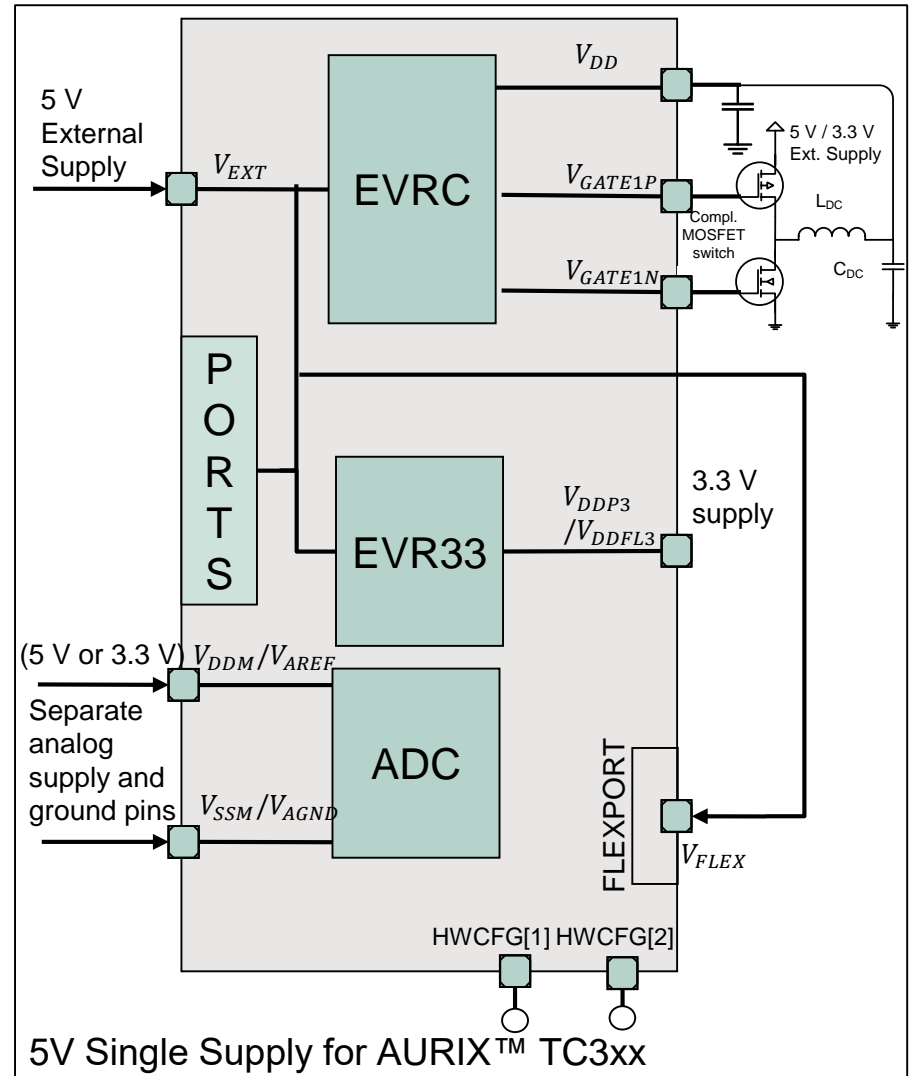 5 V
External
Supply
V_EXT
EVRC
V_DD
V_GATE1P
V_GATE1N
5 V / 3.3 V
Ext. Supply
Compl.
MOSFET
switch
L_DC
C_DC
P
O
R
T
S
EVR33
V_DDP3
/V_DDFL3
3.3 V
supply
(5 V or 3.3 V)
V_DDM/V_AREF
Separate
analog
supply and
ground pins
V_SSM/V_AGND
ADC
FLEXPORT
V_FLEX
HWCFG[1] HWCFG[2]
5V Single Supply for AURIX™ TC3xx